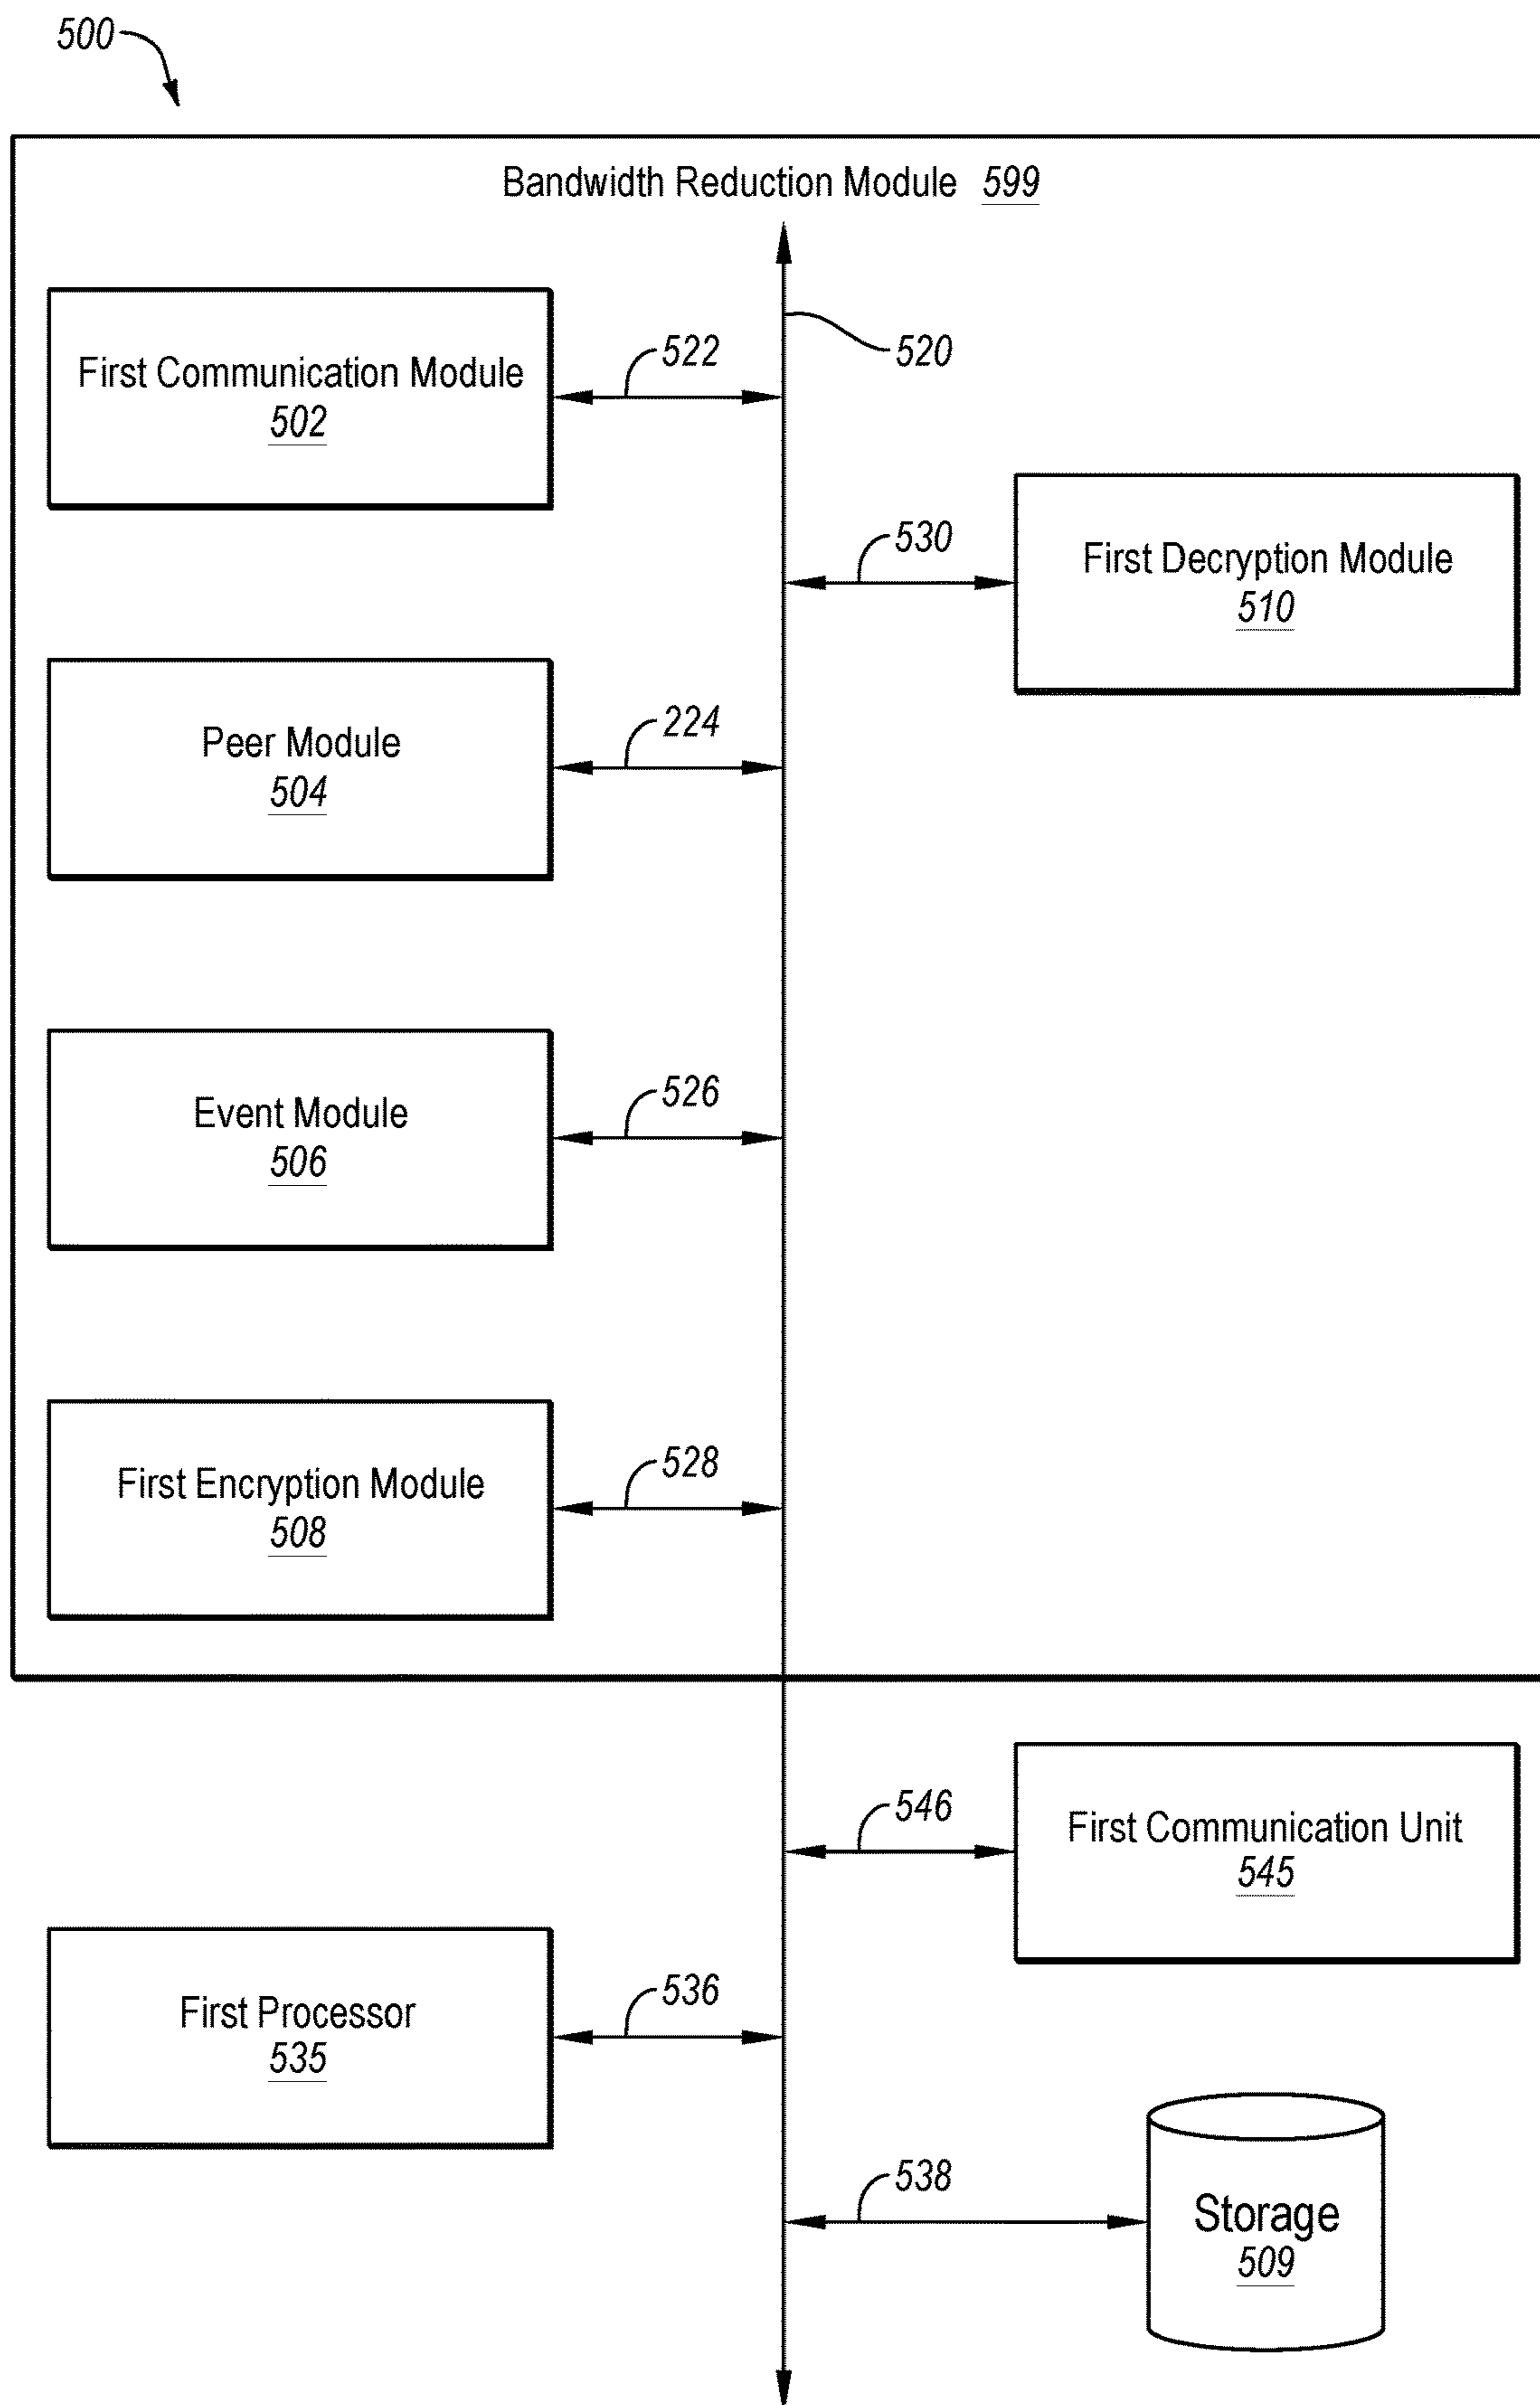 500
Bandwidth Reduction Module 599
First Communication Module
502
522
520
530
First Decryption Module
510
Peer Module
504
224
Event Module
506
526
First Encryption Module
508
528
546
First Communication Unit
545
First Processor
535
536
538
Storage
509